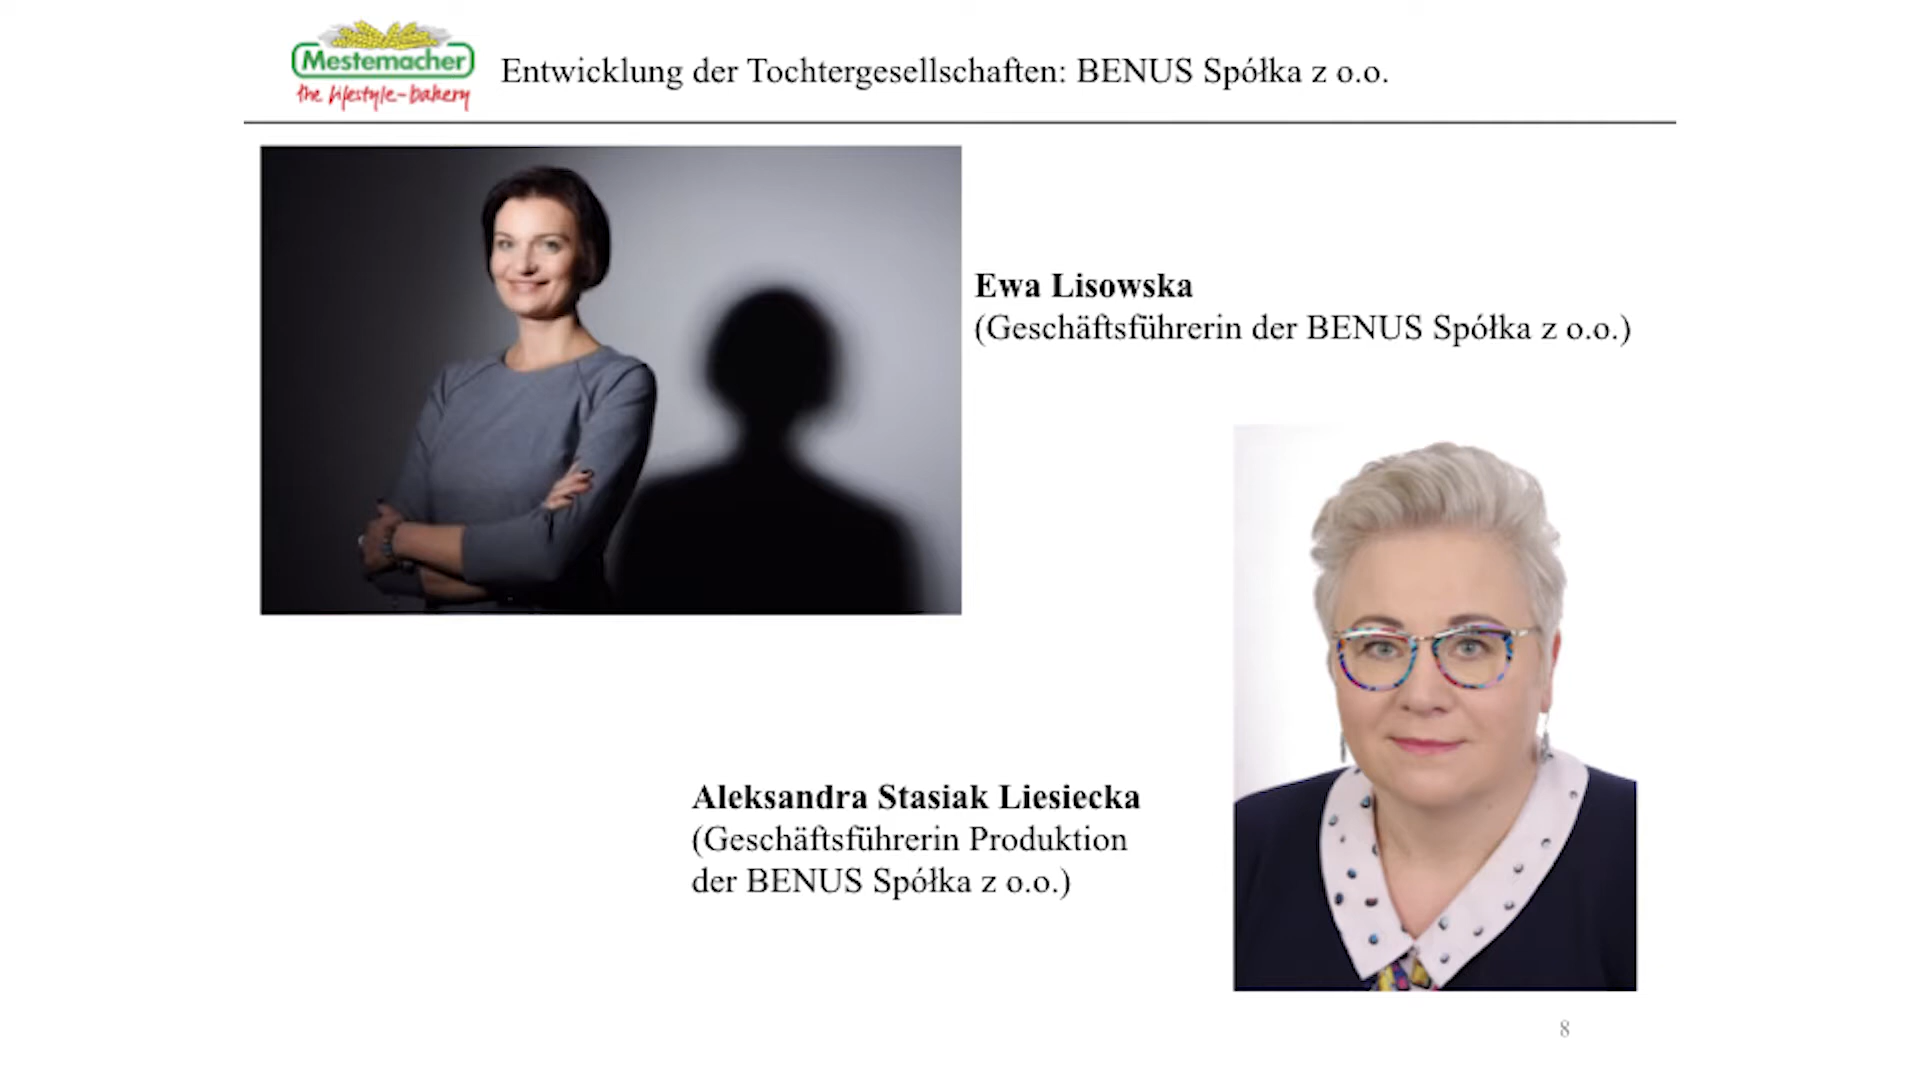 Mestemacher
the lifestyle-bakery
Entwicklung der Tochtergesellschaften: BENUS Spółka z o.o.
Ewa Lisowska
(Geschäftsführerin der BENUS Spółka z o.o.)
Aleksandra Stasiak Liesiecka
(Geschäftsführerin Produktion
der BENUS Spółka z o.o.)
8